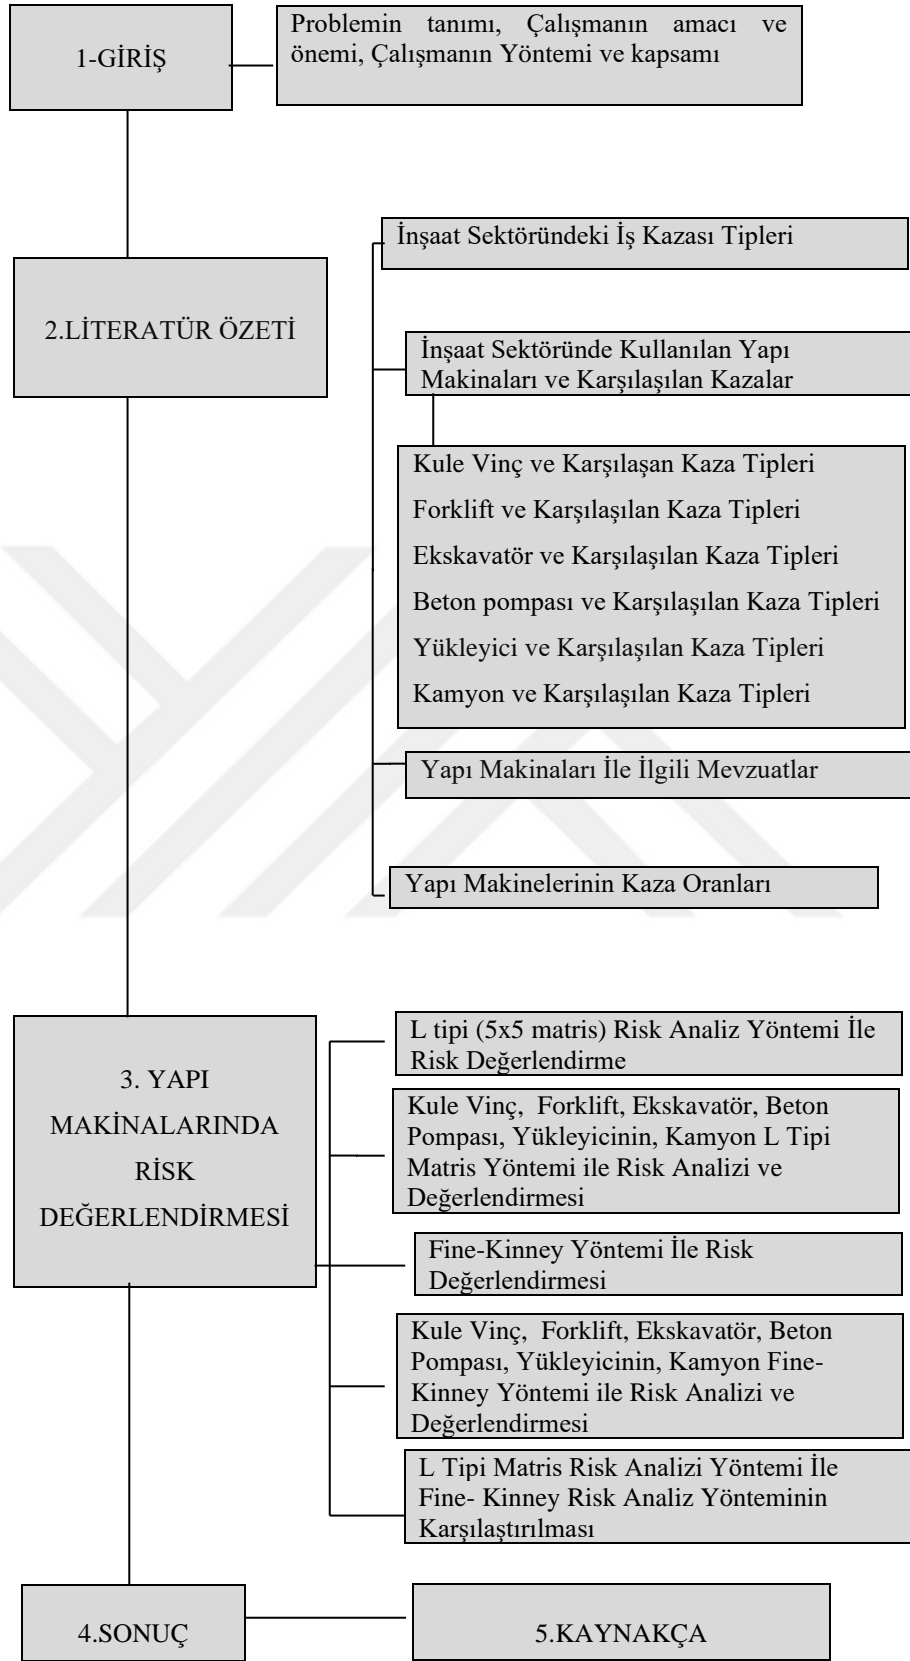 1-GİRİŞ
Problemin tanımı, Çalışmanın amacı ve
önemi, Çalışmanın Yöntemi ve kapsamı
2.LİTERATÜR ÖZETİ
İnşaat Sektöründeki İş Kazası Tipleri
İnşaat Sektöründe Kullanılan Yapı
Makinaları ve Karşılaşılan Kazalar
Kule Vinç ve Karşılaşan Kaza Tipleri
Forklift ve Karşılaşılan Kaza Tipleri
Ekskavatör ve Karşılaşılan Kaza Tipleri
Beton pompası ve Karşılaşılan Kaza Tipleri
Yükleyici ve Karşılaşılan Kaza Tipleri
Kamyon ve Karşılaşılan Kaza Tipleri
Yapı Makinaları İle İlgili Mevzuatlar
Yapı Makinelerinin Kaza Oranları
3. YAPI
MAKİNALARINDA
RİSK
DEĞERLENDİRMESİ
L tipi (5x5 matris) Risk Analiz Yöntemi İle
Risk Değerlendirme
Kule Vinç, Forklift, Ekskavatör, Beton
Pompası, Yükleyicinin, Kamyon L Tipi
Matris Yöntemi ile Risk Analizi ve
Değerlendirmesi
Fine-Kinney Yöntemi İle Risk
Değerlendirmesi
Kule Vinç, Forklift, Ekskavatör, Beton
Pompası, Yükleyicinin, Kamyon Fine-
Kinney Yöntemi ile Risk Analizi ve
Değerlendirmesi
L Tipi Matris Risk Analizi Yöntemi İle
Fine- Kinney Risk Analiz Yönteminin
Karşılaştırılması
4.SONUÇ
5.KAYNAKÇA